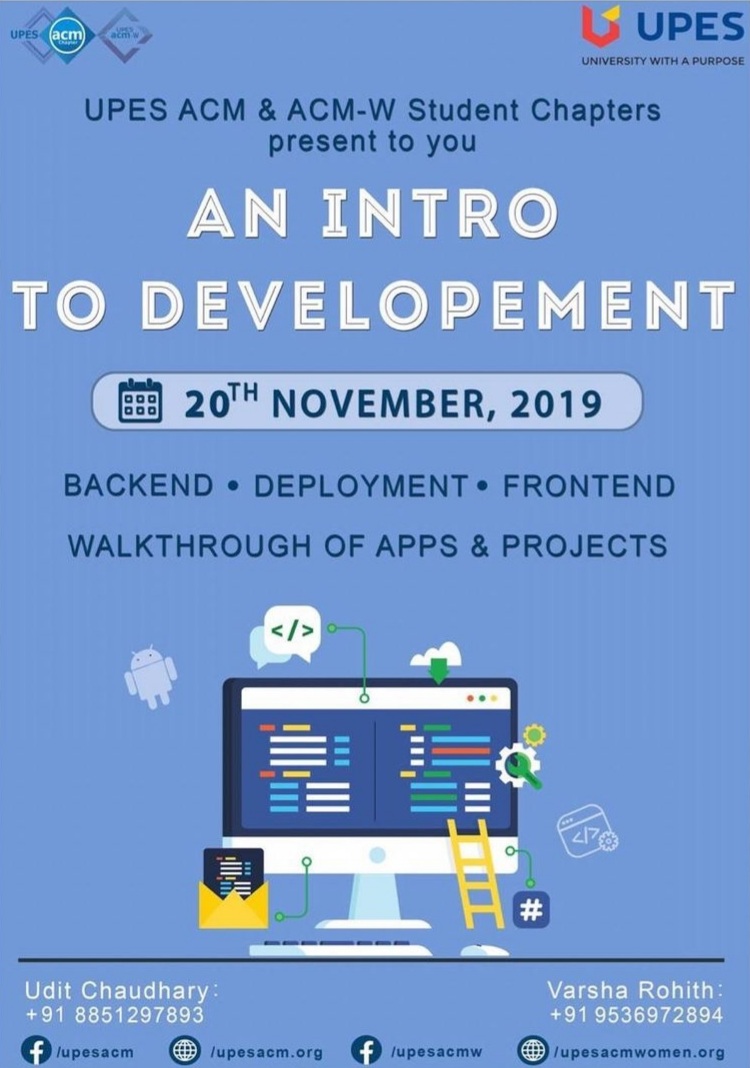 UPES acm Chapter UPES acm-w
UPES
UNIVERSITY WITH A PURPOSE
UPES ACM & ACM-W Student Chapters
present to you
AN INTRO
TO DEVELOPEMENT
20TH NOVEMBER, 2019
BACKEND • DEPLOYMENT • FRONTEND
WALKTHROUGH OF APPS & PROJECTS
</>
</>
#
Udit Chaudhary: Varsha Rohith:
+91 8851297893 +91 9536972894
/upesacm /upesacm.org /upesacmw /upesacmwomen.org